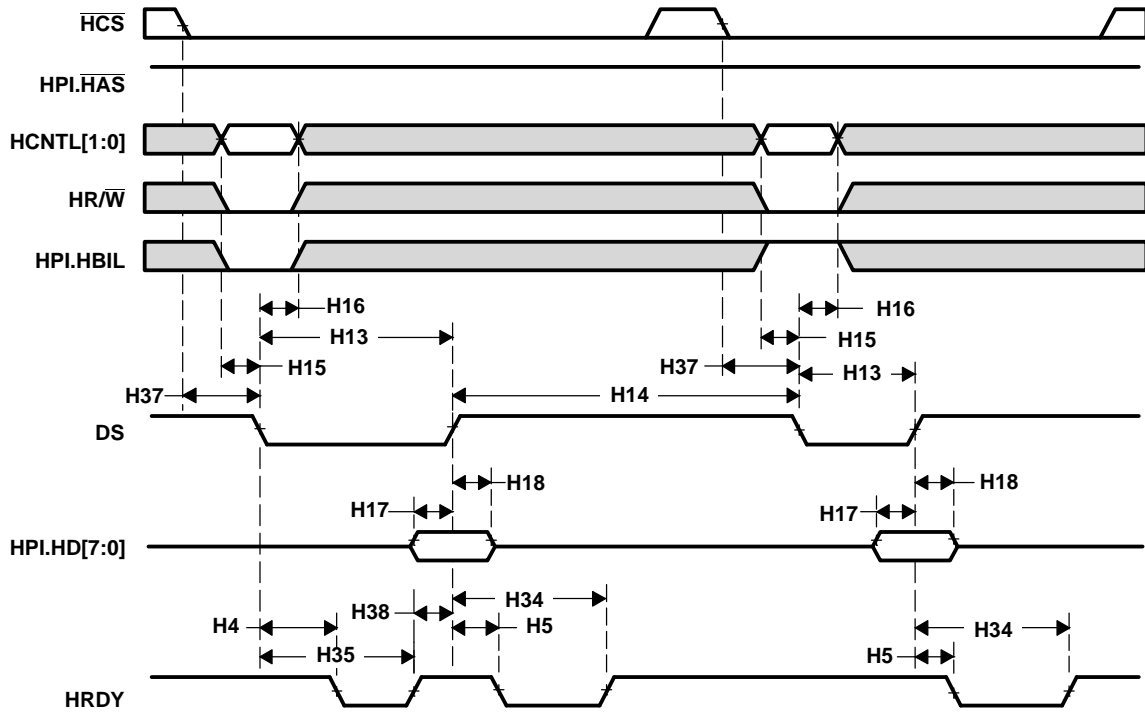 HCS
HPI.HAS
HCNTL[1:0]
HR/W
HPI.HBIL
H16
H16
H13
H15
H15
H37
H13
H37
H14
DS
H18
H18
H17
H17
HPI.HD[7:0]
H38
H34
H4
H5
H34
H35
H5
HRDY